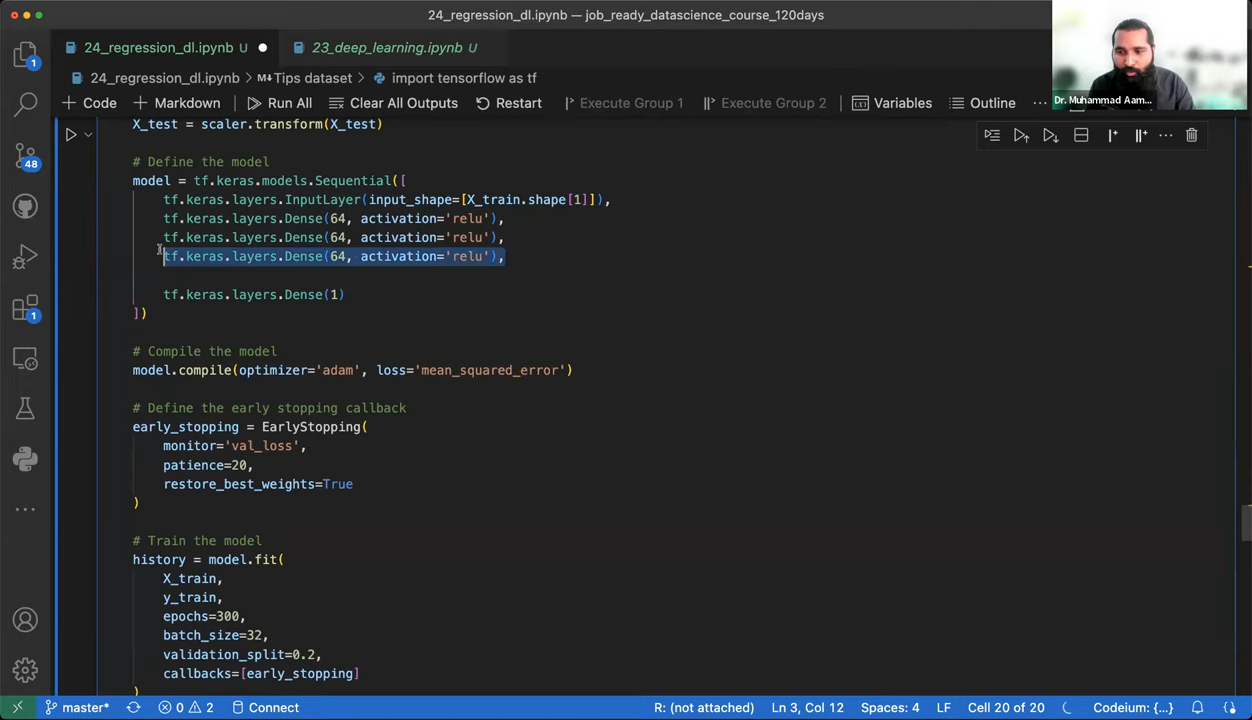 24_regression_dl.ipynb — job_ready_datascience_course_120days
24_regression_dl.ipynb U
23_deep_learning.ipynb U
24_regression_dl.ipynb > M↓Tips dataset > import tensorflow as tf
+ Code + Markdown Run All Clear All Outputs Restart Execute Group 1 Execute Group 2 Variables Outline ...
Dr. Muhammad Aam...
1
48
1
X_test = scaler.transform(X_test)
# Define the model
model = tf.keras.models.Sequential([
tf.keras.layers.InputLayer(input_shape=[X_train.shape[1]]),
tf.keras.layers.Dense(64, activation='relu'),
tf.keras.layers.Dense(64, activation='relu'),
tf.keras.layers.Dense(64, activation='relu'),
tf.keras.layers.Dense(1)
])
# Compile the model
model.compile(optimizer='adam', loss='mean_squared_error')
# Define the early stopping callback
early_stopping = EarlyStopping(
monitor='val_loss',
patience=20,
restore_best_weights=True
)
# Train the model
history = model.fit(
X_train,
y_train,
epochs=300,
batch_size=32,
validation_split=0.2,
callbacks=[early_stopping]
)
master* 0 2 Connect R: (not attached) Ln 3, Col 12 Spaces: 4 LF Cell 20 of 20 Codeium: {...}